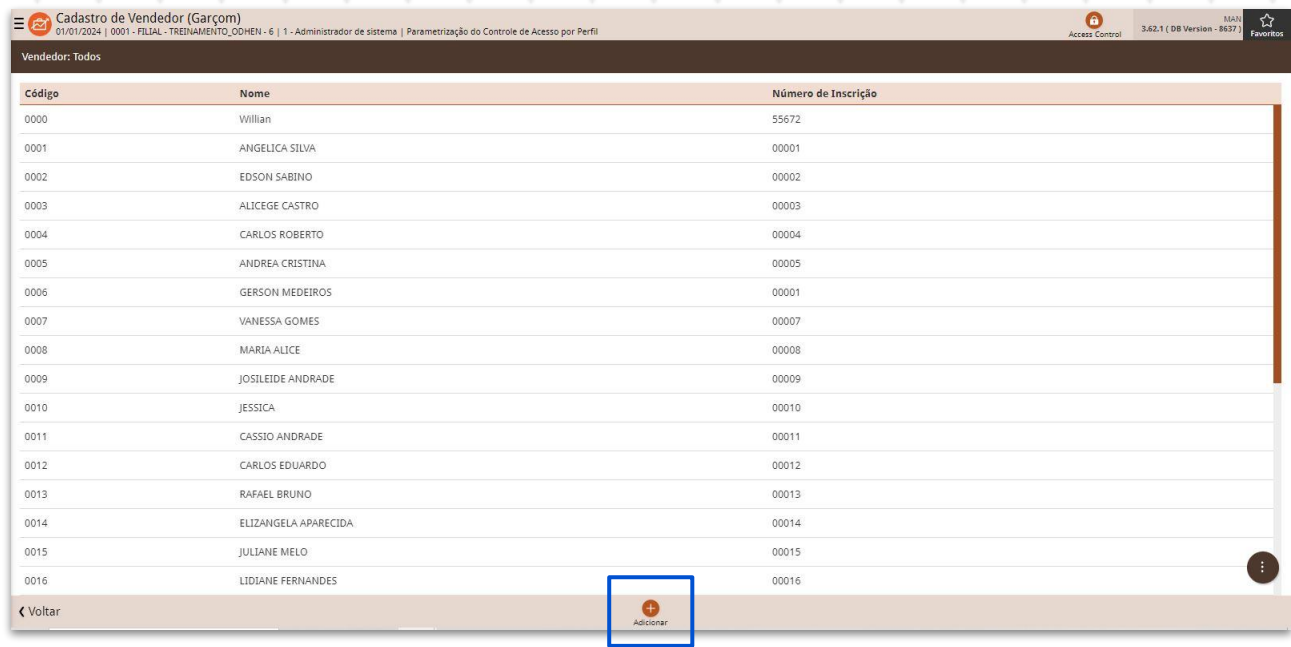 Cadastro de Vendedor (Garçom)
01/01/2024 | 0001 - FILIAL - TREINAMENTO_ODHEN - 6 | 1 - Administrador de sistema | Parametrização do Controle de Acesso por Perfil
Access Control
MAN
3.62.1 ( DB Version - 8637 )
Favoritos
Vendedor: Todos
Código Nome Número de Inscrição
0000 Willian 55672
0001 ANGELICA SILVA 00001
0002 EDSON SABINO 00002
0003 ALICEGE CASTRO 00003
0004 CARLOS ROBERTO 00004
0005 ANDREA CRISTINA 00005
0006 GERSON MEDEIROS 00001
0007 VANESSA GOMES 00007
0008 MARIA ALICE 00008
0009 JOSILEIDE ANDRADE 00009
0010 JESSICA 00010
0011 CASSIO ANDRADE 00011
0012 CARLOS EDUARDO 00012
0013 RAFAEL BRUNO 00013
0014 ELIZANGELA APARECIDA 00014
0015 JULIANE MELO 00015
0016 LIDIANE FERNANDES 00016
Voltar
Adicionar